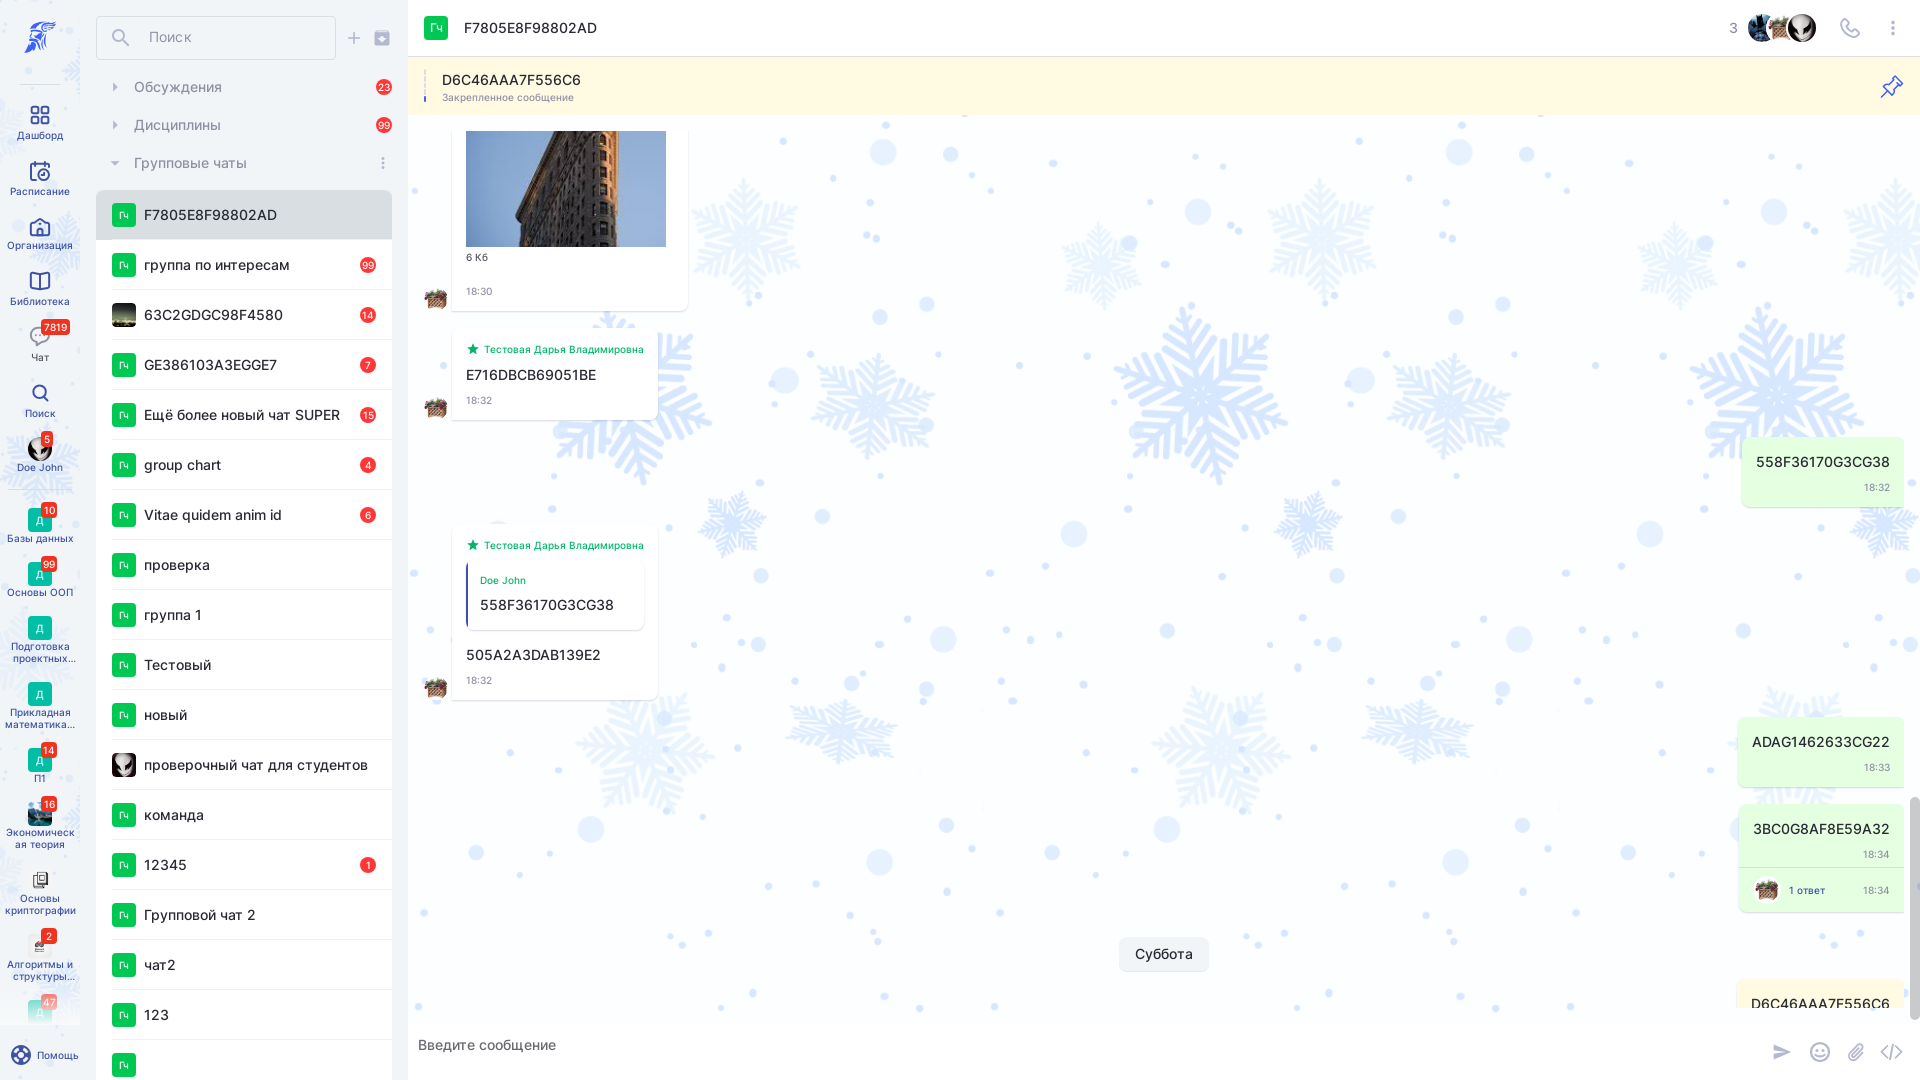 Дашборд
Расписание
Организация
Библиотека
7819
Чат
Поиск
5
Doe John
10
Д
Базы данных
99
Д
Основы ООП
Д
Подготовка
проектных...
Д
Прикладная
математика...
14
Д
П1
16
Экономическ
ая теория
Основы
криптографии
2
Алгоритмы и
структуры...
47
Д
Помощь
Поиск
Обсуждения
23
Дисциплины
99
Групповые чаты
Гч F7805E8F98802AD
Гч группа по интересам 99
63C2GDGC98F4580 14
Гч GE386103A3EGGE7 7
Гч Ещё более новый чат SUPER 15
Гч group chart 4
Гч Vitae quidem anim id 6
Гч проверка
Гч группа 1
Гч Тестовый
Гч новый
проверочный чат для студентов
Гч команда
Гч 12345 1
Гч Групповой чат 2
Гч чат2
Гч 123
Гч
Гч F7805E8F98802AD 3
D6C46AAA7F556C6
Закрепленное сообщение
6 Кб
18:30
Тестовая Дарья Владимировна
E716DBCB69051BE
18:32
558F36170G3CG38
18:32
Тестовая Дарья Владимировна
Doe John
558F36170G3CG38
505A2A3DAB139E2
18:32
ADAG1462633CG22
18:33
3BC0G8AF8E59A32
18:34
1 ответ 18:34
Суббота
D6C46AAA7F556C6
Введите сообщение